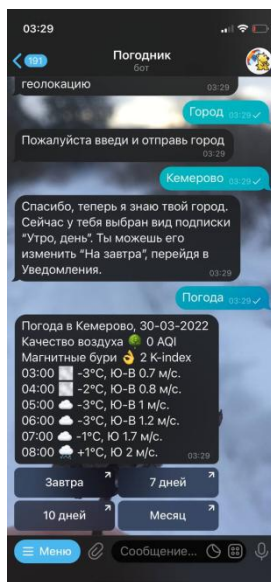 03:29
191
Погодник
бот
геолокацию
03:29
Город 03:29
Пожалуйста введи и отправь город
03:29
Кемерово 03:29
Спасибо, теперь я знаю твой город.
Сейчас у тебя выбран вид подписки
“Утро, день”. Ты можешь его
изменить “На завтра”, перейдя в
Уведомления.
03:29
Погода 03:29
Погода в Кемерово, 30-03-2022
Качество воздуха 🌳 0 AQI
Магнитные бури 👌 2 K-index
03:00 -3°C, Ю-В 0.7 м/с.
04:00 -2°C, Ю-В 0.8 м/с.
05:00 ☁️ -3°C, Ю-В 1 м/с.
06:00 ☁️ -3°C, Ю-В 1.2 м/с.
07:00 ☁️ -1°C, Ю 1.7 м/с.
08:00 🌧️ +1°C, Ю 2 м/с.
03:29
Завтра
7 дней
10 дней
Месяц
Меню
Сообщение...